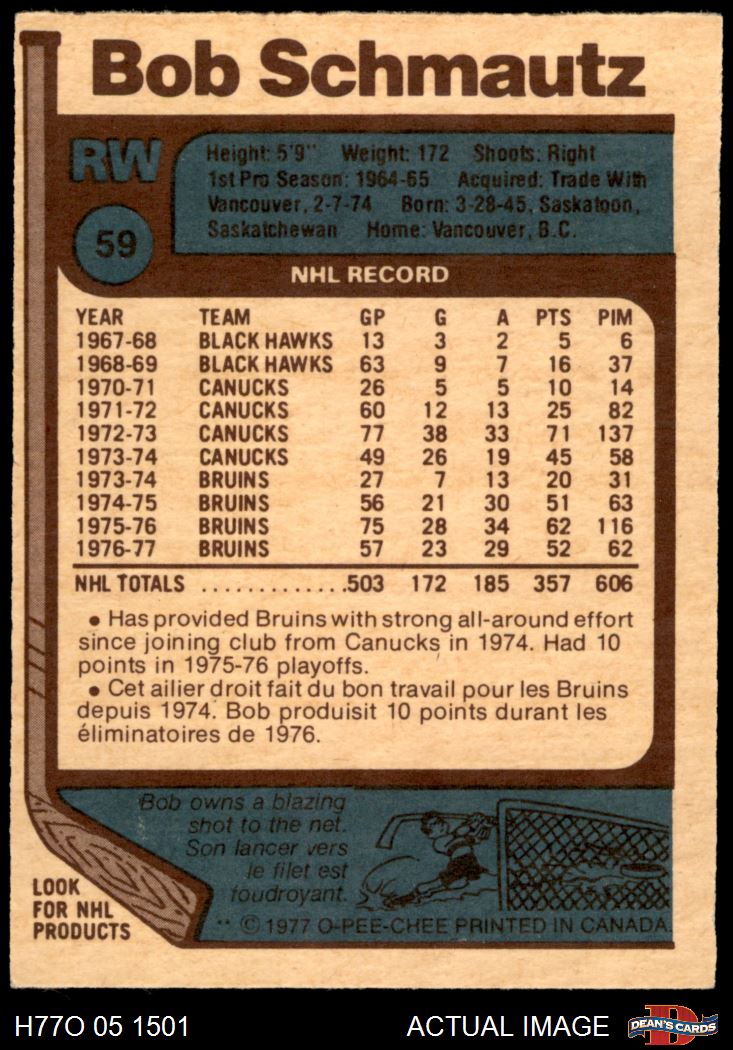 Bob Schmautz
RW
59
Height: 5'9" Weight: 172 Shoots: Right
1st Pro Season: 1964-65 Acquired: Trade With
Vancouver, 2-7-74 Born: 3-28-45, Saskatoon,
Saskatchewan Home: Vancouver, B.C.
NHL RECORD
YEAR TEAM GP G A PTS PIM
1967-68 BLACK HAWKS 13 3 2 5 6
1968-69 BLACK HAWKS 63 9 7 16 37
1970-71 CANUCKS 26 5 5 10 14
1971-72 CANUCKS 60 12 13 25 82
1972-73 CANUCKS 77 38 33 71 137
1973-74 CANUCKS 49 26 19 45 58
1973-74 BRUINS 27 7 13 20 31
1974-75 BRUINS 56 21 30 51 63
1975-76 BRUINS 75 28 34 62 116
1976-77 BRUINS 57 23 29 52 62
NHL TOTALS .............503 172 185 357 606
• Has provided Bruins with strong all-around effort
since joining club from Canucks in 1974. Had 10
points in 1975-76 playoffs.
• Cet ailier droit fait du bon travail pour les Bruins
depuis 1974. Bob produisit 10 points durant les
éliminatoires de 1976.
Bob owns a blazing
shot to the net.
Son lancer vers
le filet est
foudroyant.
LOOK
FOR NHL
PRODUCTS
** © 1977 O-PEE-CHEE PRINTED IN CANADA
H77O 05 1501 ACTUAL IMAGE
D
DEAN'S CARDS